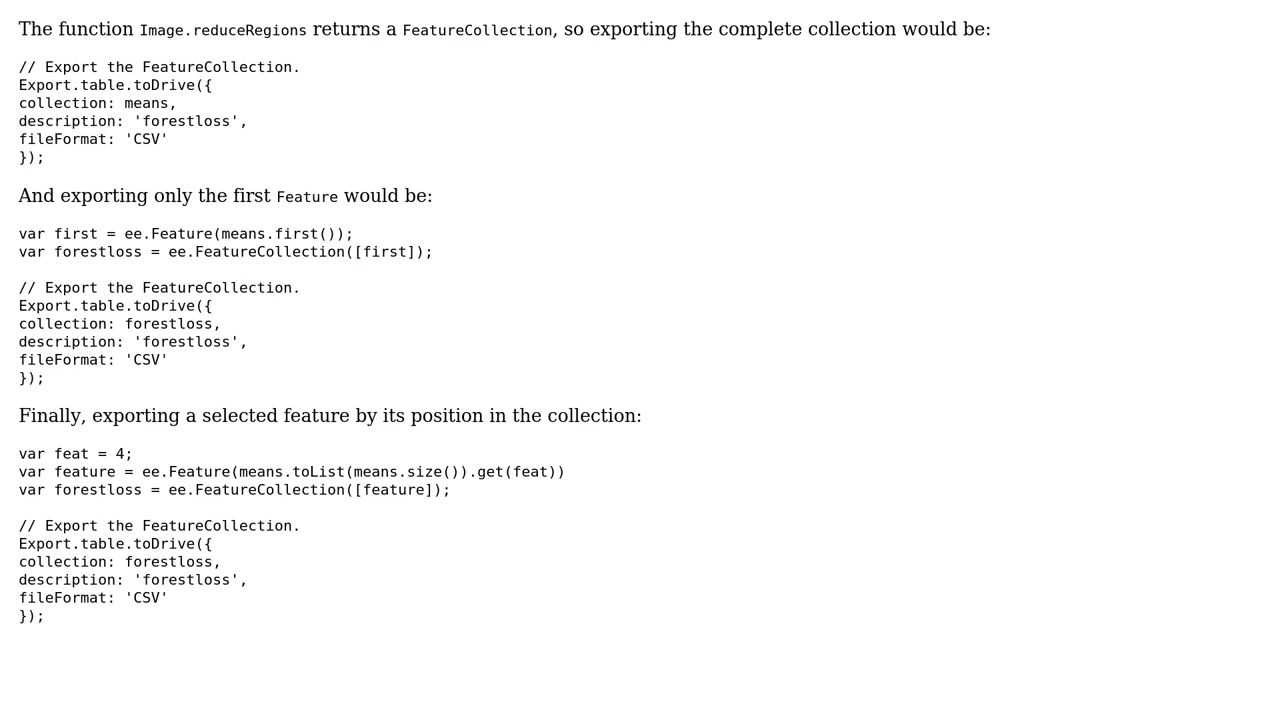 The function Image.reduceRegions returns a FeatureCollection, so exporting the complete collection would be:
// Export the FeatureCollection.
Export.table.toDrive({
collection: means,
description: 'forestloss',
fileFormat: 'CSV'
});
And exporting only the first Feature would be:
var first = ee.Feature(means.first());
var forestloss = ee.FeatureCollection([first]);
// Export the FeatureCollection.
Export.table.toDrive({
collection: forestloss,
description: 'forestloss',
fileFormat: 'CSV'
});
Finally, exporting a selected feature by its position in the collection:
var feat = 4;
var feature = ee.Feature(means.toList(means.size()).get(feat))
var forestloss = ee.FeatureCollection([feature]);
// Export the FeatureCollection.
Export.table.toDrive({
collection: forestloss,
description: 'forestloss',
fileFormat: 'CSV'
});